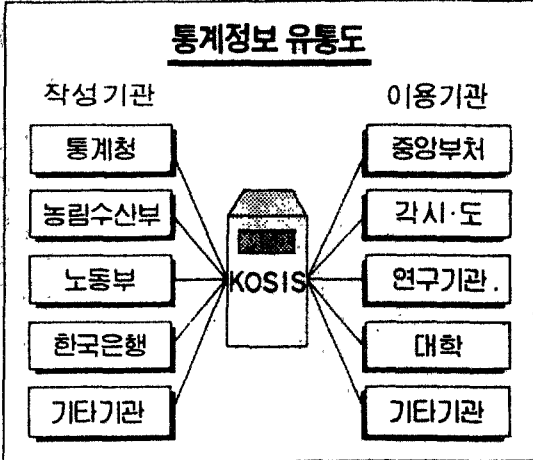 통계정보 유통도
작성기관
이용기관
통계청
중앙부처
농림수산부
각시·도
노동부
KOSIS
연구기관
한국은행
대학
기타기관
기타기관